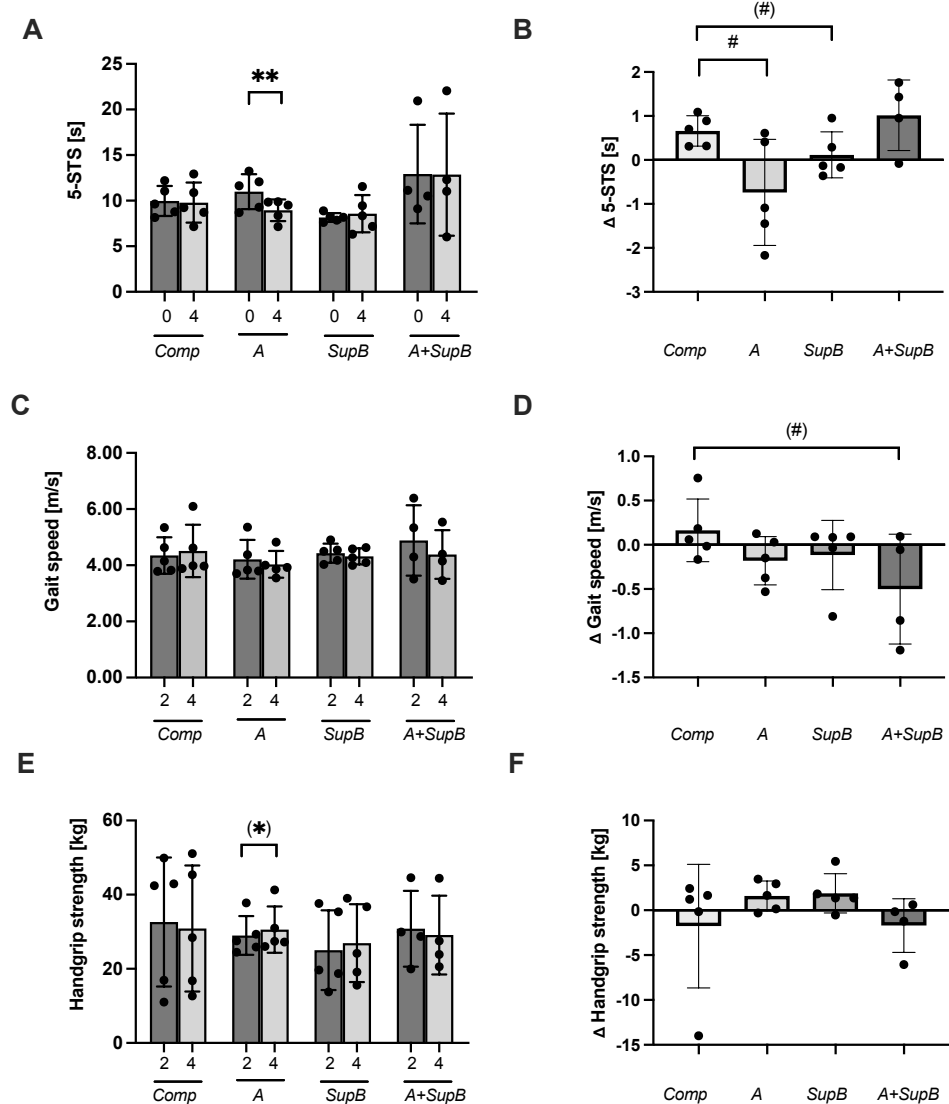 A
5-STS [s]
25
20
15
10
5
0
**
0 4 0 4 0 4 0 4
Comp A SupB A+SupB
B
Δ 5-STS [s]
(#)
#
2
1
0
-1
-2
-3
Comp A SupB A+SupB
C
Gait speed [m/s]
8.00
6.00
4.00
2.00
0.00
2 4 2 4 2 4 2 4
Comp A SupB A+SupB
D
Δ Gait speed [m/s]
(#)
1.0
0.5
0.0
-0.5
-1.0
-1.5
Comp A SupB A+SupB
E
Handgrip strength [kg]
60
40
20
0
(*)
2 4 2 4 2 4 2 4
Comp A SupB A+SupB
F
Δ Handgrip strength [kg]
10
5
0
-5
-10
-15
Comp A SupB A+SupB